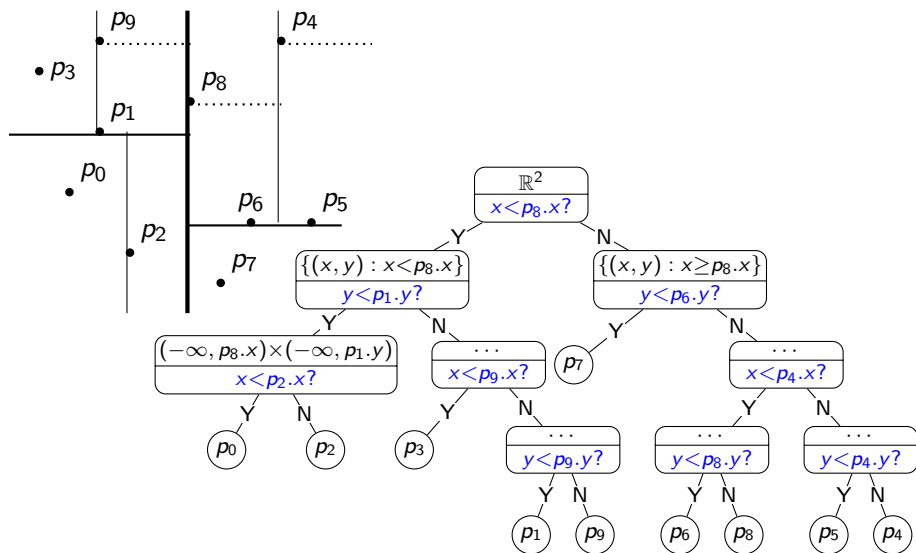 p9
p4
p3
p8
p1
p0
p6
p5
p2
p7
ℝ²
x<p8.x?
Y
N
{(x, y) : x<p8.x}
{(x, y) : x≥p8.x}
y<p1.y?
y<p6.y?
Y
N
Y
N
(−∞, p8.x)×(−∞, p1.y)
···
p7
···
x<p2.x?
x<p9.x?
x<p4.x?
Y
N
Y
N
Y
N
p0
p2
p3
···
···
···
y<p9.y?
y<p8.y?
y<p4.y?
Y
N
Y
N
Y
N
p1
p9
p6
p8
p5
p4